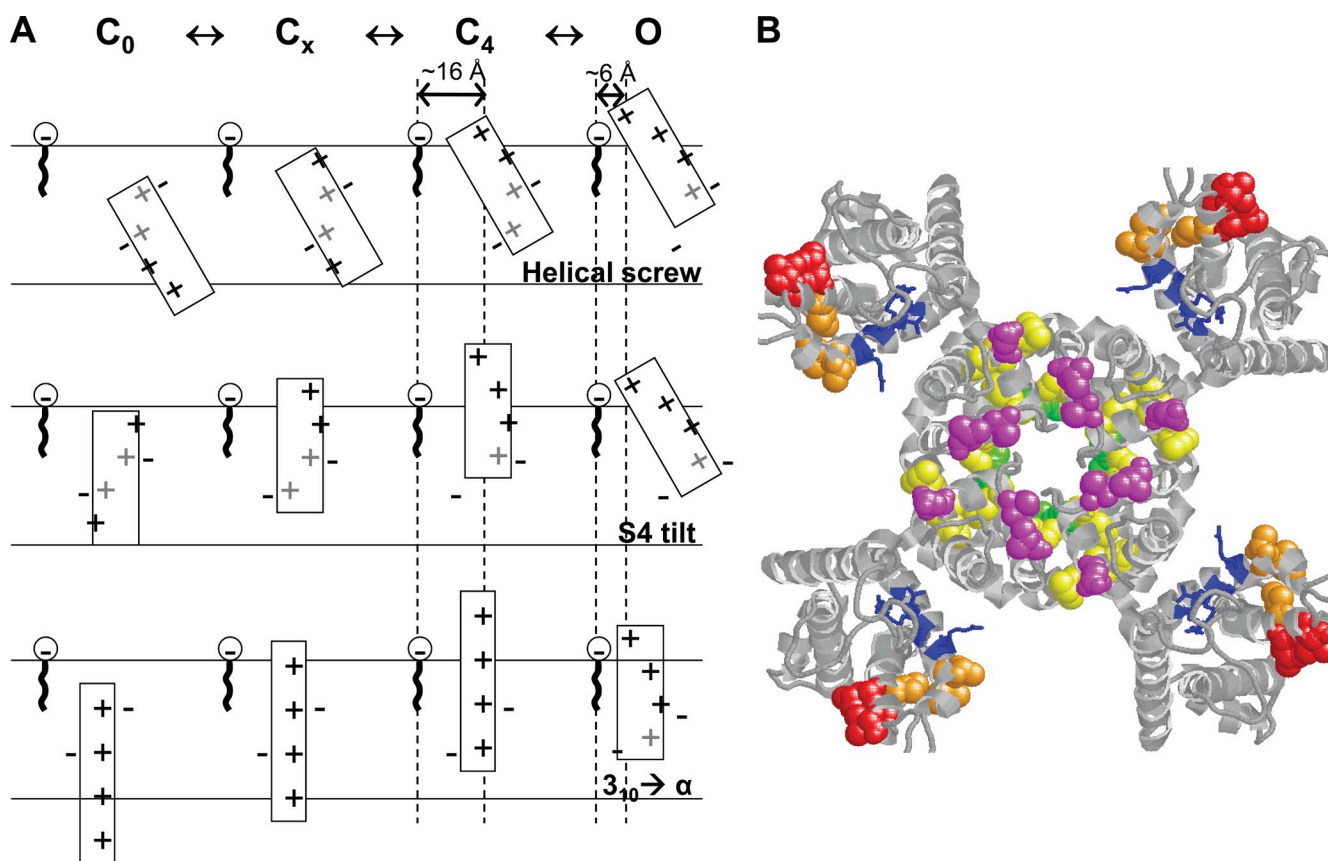 A C₀ ↔ Cₓ ↔ C₄ ↔ O B
~16 Å ~6 Å
- - - -
+ + + +
+ - + - + - + -
+ + + +
- + - + - + - +
+ + + + -
Helical screw
- - - -
+ + + +
+ + + +
+ - + - + - + -
- + - + - + - +
+
S4 tilt
- - - -
+ + + +
+ - + - + - + -
- + - + - + - +
+ + + +
3₁₀→ α